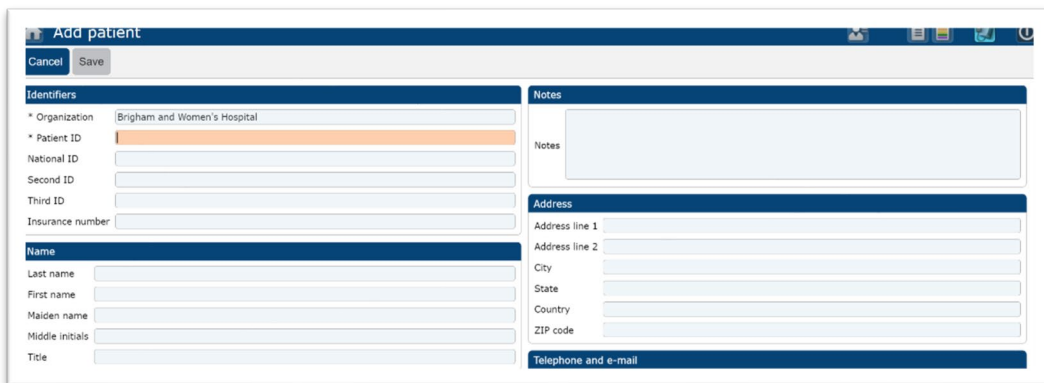 Add patient
Cancel Save
Identifiers
* Organization Brigham and Women's Hospital
* Patient ID
National ID
Second ID
Third ID
Insurance number
Name
Last name
First name
Maiden name
Middle initials
Title
Notes
Notes
Address
Address line 1
Address line 2
City
State
Country
ZIP code
Telephone and e-mail